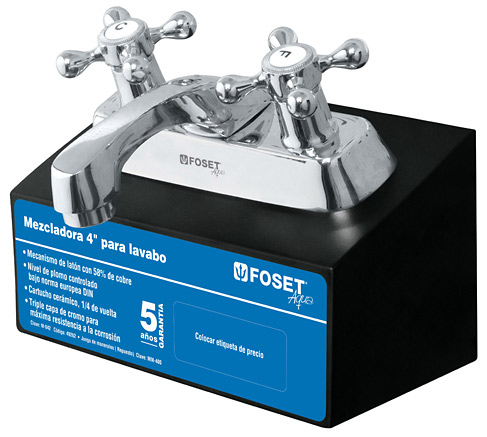 C
F
FOSET
Aqua
Mezcladora 4" para lavabo
• Mecanismo de latón con 58% de cobre
• Nivel de plomo controlado
bajo norma europea DIN
• Cartucho cerámico, 1/4 de vuelta
• Triple capa de cromo para
máxima resistencia a la corrosión
5
años
GARANTIA
FOSET
Aqua
Colocar etiqueta de precio